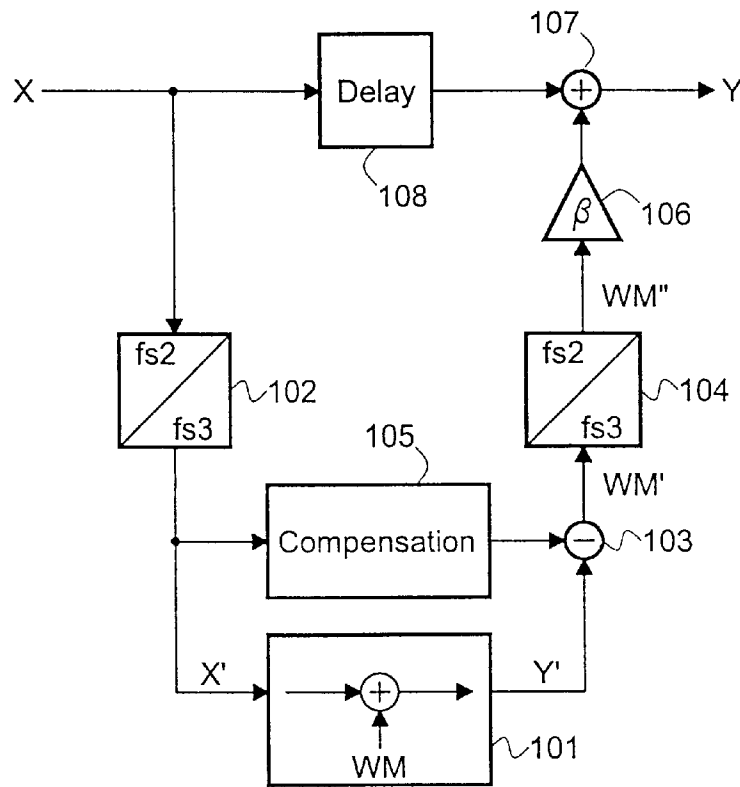 107
X
Delay
+
Y
108
β
106
WM"
fs2
fs3
102
fs2
fs3
104
105
WM'
Compensation
−
103
X'
+
Y'
WM
101